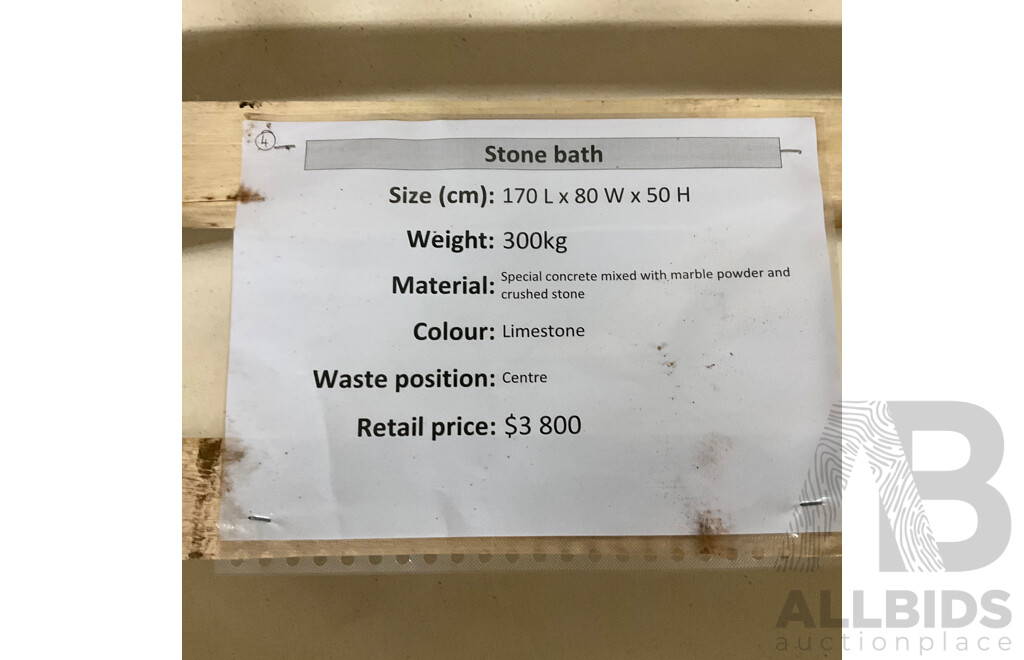 4
Stone bath
Size (cm): 170 L x 80 W x 50 H
Weight: 300kg
Material: Special concrete mixed with marble powder and
crushed stone
Colour: Limestone
Waste position: Centre
Retail price: $3 800
AB
ALLBIDS
auctionplace